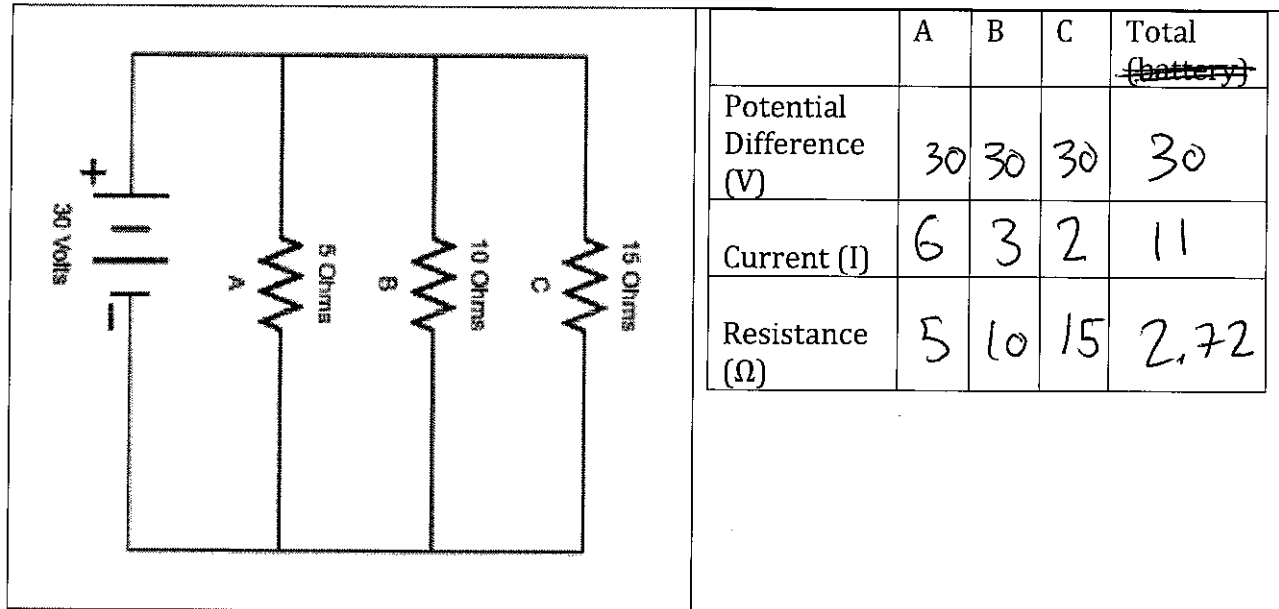 +
30 Volts
−
5 Ohms
A
10 Ohms
B
15 Ohms
C
A B C Total
(battery)
Potential
Difference
(V)
30 30 30 30
Current (I) 6 3 2 11
Resistance
(Ω)
5 10 15 2.72